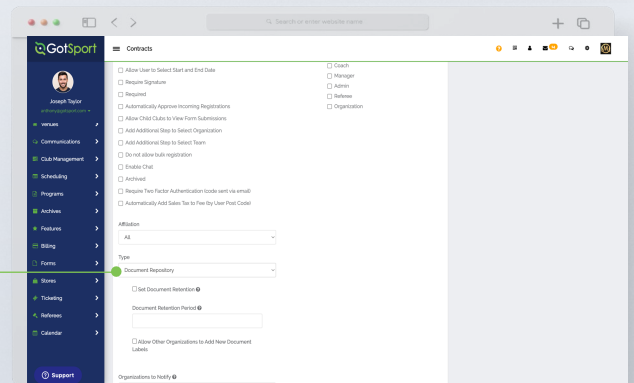 Search or enter website name
GotSport
Contracts
Joseph Taylor
Venues
Communications
Club Management
Scheduling
Programs
Archives
Features
Billing
Forms
Stores
Ticketing
Referees
Calendar
Support
Allow User to Select Start and End Date
Require Signature
Required
Automatically Approve Incoming Registrations
Allow Child Clubs to View Form Submissions
Add Additional Step to Select Organization
Add Additional Step to Select Team
Do not allow bulk registration
Enable Chat
Archived
Require Two Factor Authentication (code sent via email)
Automatically Add Sales Tax to Fee (by User Post Code)
Coach
Manager
Admin
Referee
Organization
Affiliation
All
Type
Document Repository
Set Document Retention
Document Retention Period
Allow Other Organizations to Add New Document
Labels
Organizations to Notify